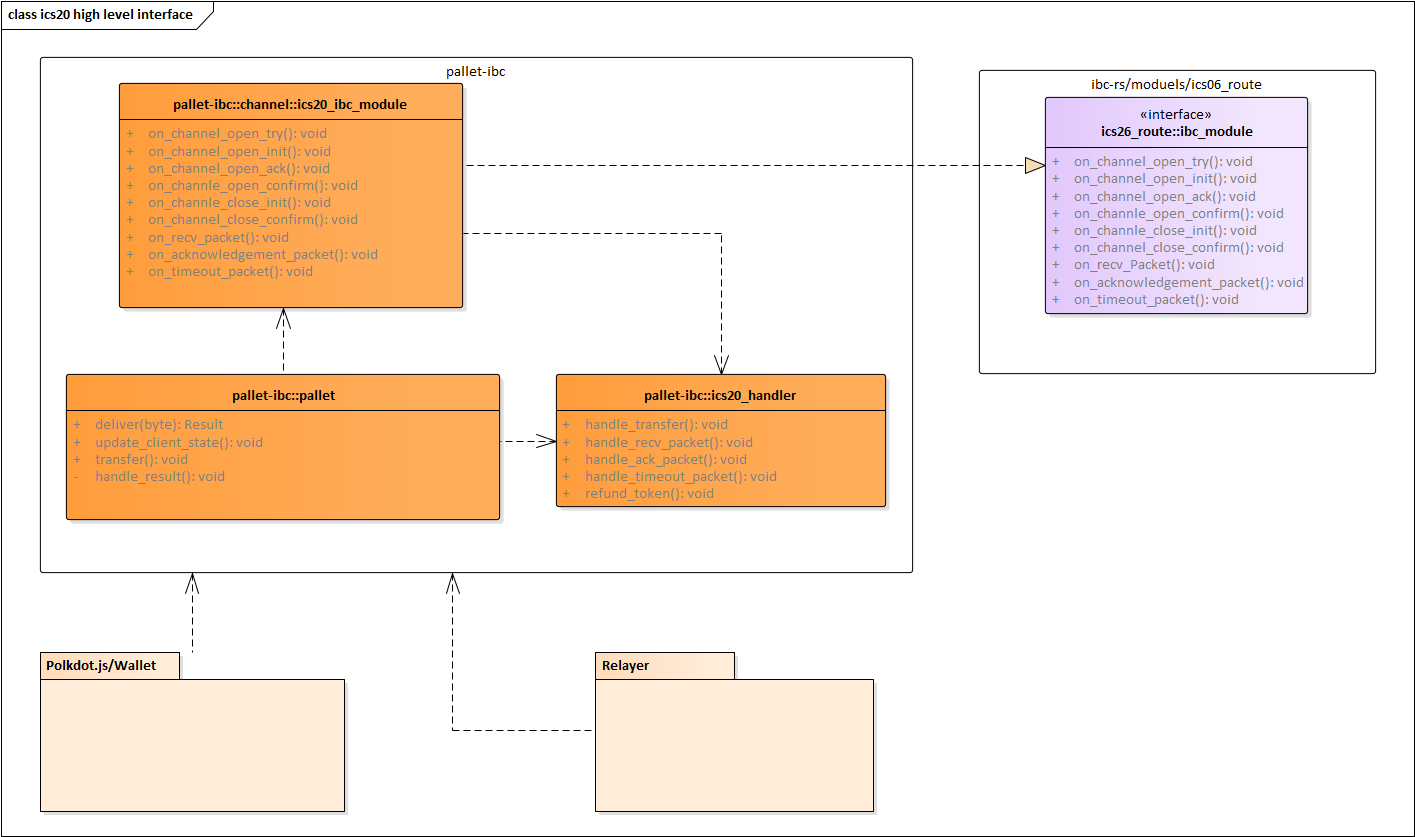 class ics20 high level interface
pallet-ibc
pallet-ibc::channel::ics20_ibc_module
+ on_channel_open_try(): void
+ on_channel_open_init(): void
+ on_channel_open_ack(): void
+ on_channle_open_confirm(): void
+ on_channle_close_init(): void
+ on_channel_close_confirm(): void
+ on_recv_packet(): void
+ on_acknowledgement_packet(): void
+ on_timeout_packet(): void
ibc-rs/moduels/ics06_route
«interface»
ics26_route::ibc_module
+ on_channel_open_try(): void
+ on_channel_open_init(): void
+ on_channel_open_ack(): void
+ on_channle_open_confirm(): void
+ on_channle_close_init(): void
+ on_channel_close_confirm(): void
+ on_recv_Packet(): void
+ on_acknowledgement_packet(): void
+ on_timeout_packet(): void
pallet-ibc::pallet
+ deliver(byte): Result
+ update_client_state(): void
+ transfer(): void
- handle_result(): void
pallet-ibc::ics20_handler
+ handle_transfer(): void
+ handle_recv_packet(): void
+ handle_ack_packet(): void
+ handle_timeout_packet(): void
+ refund_token(): void
Polkdot.js/Wallet
Relayer